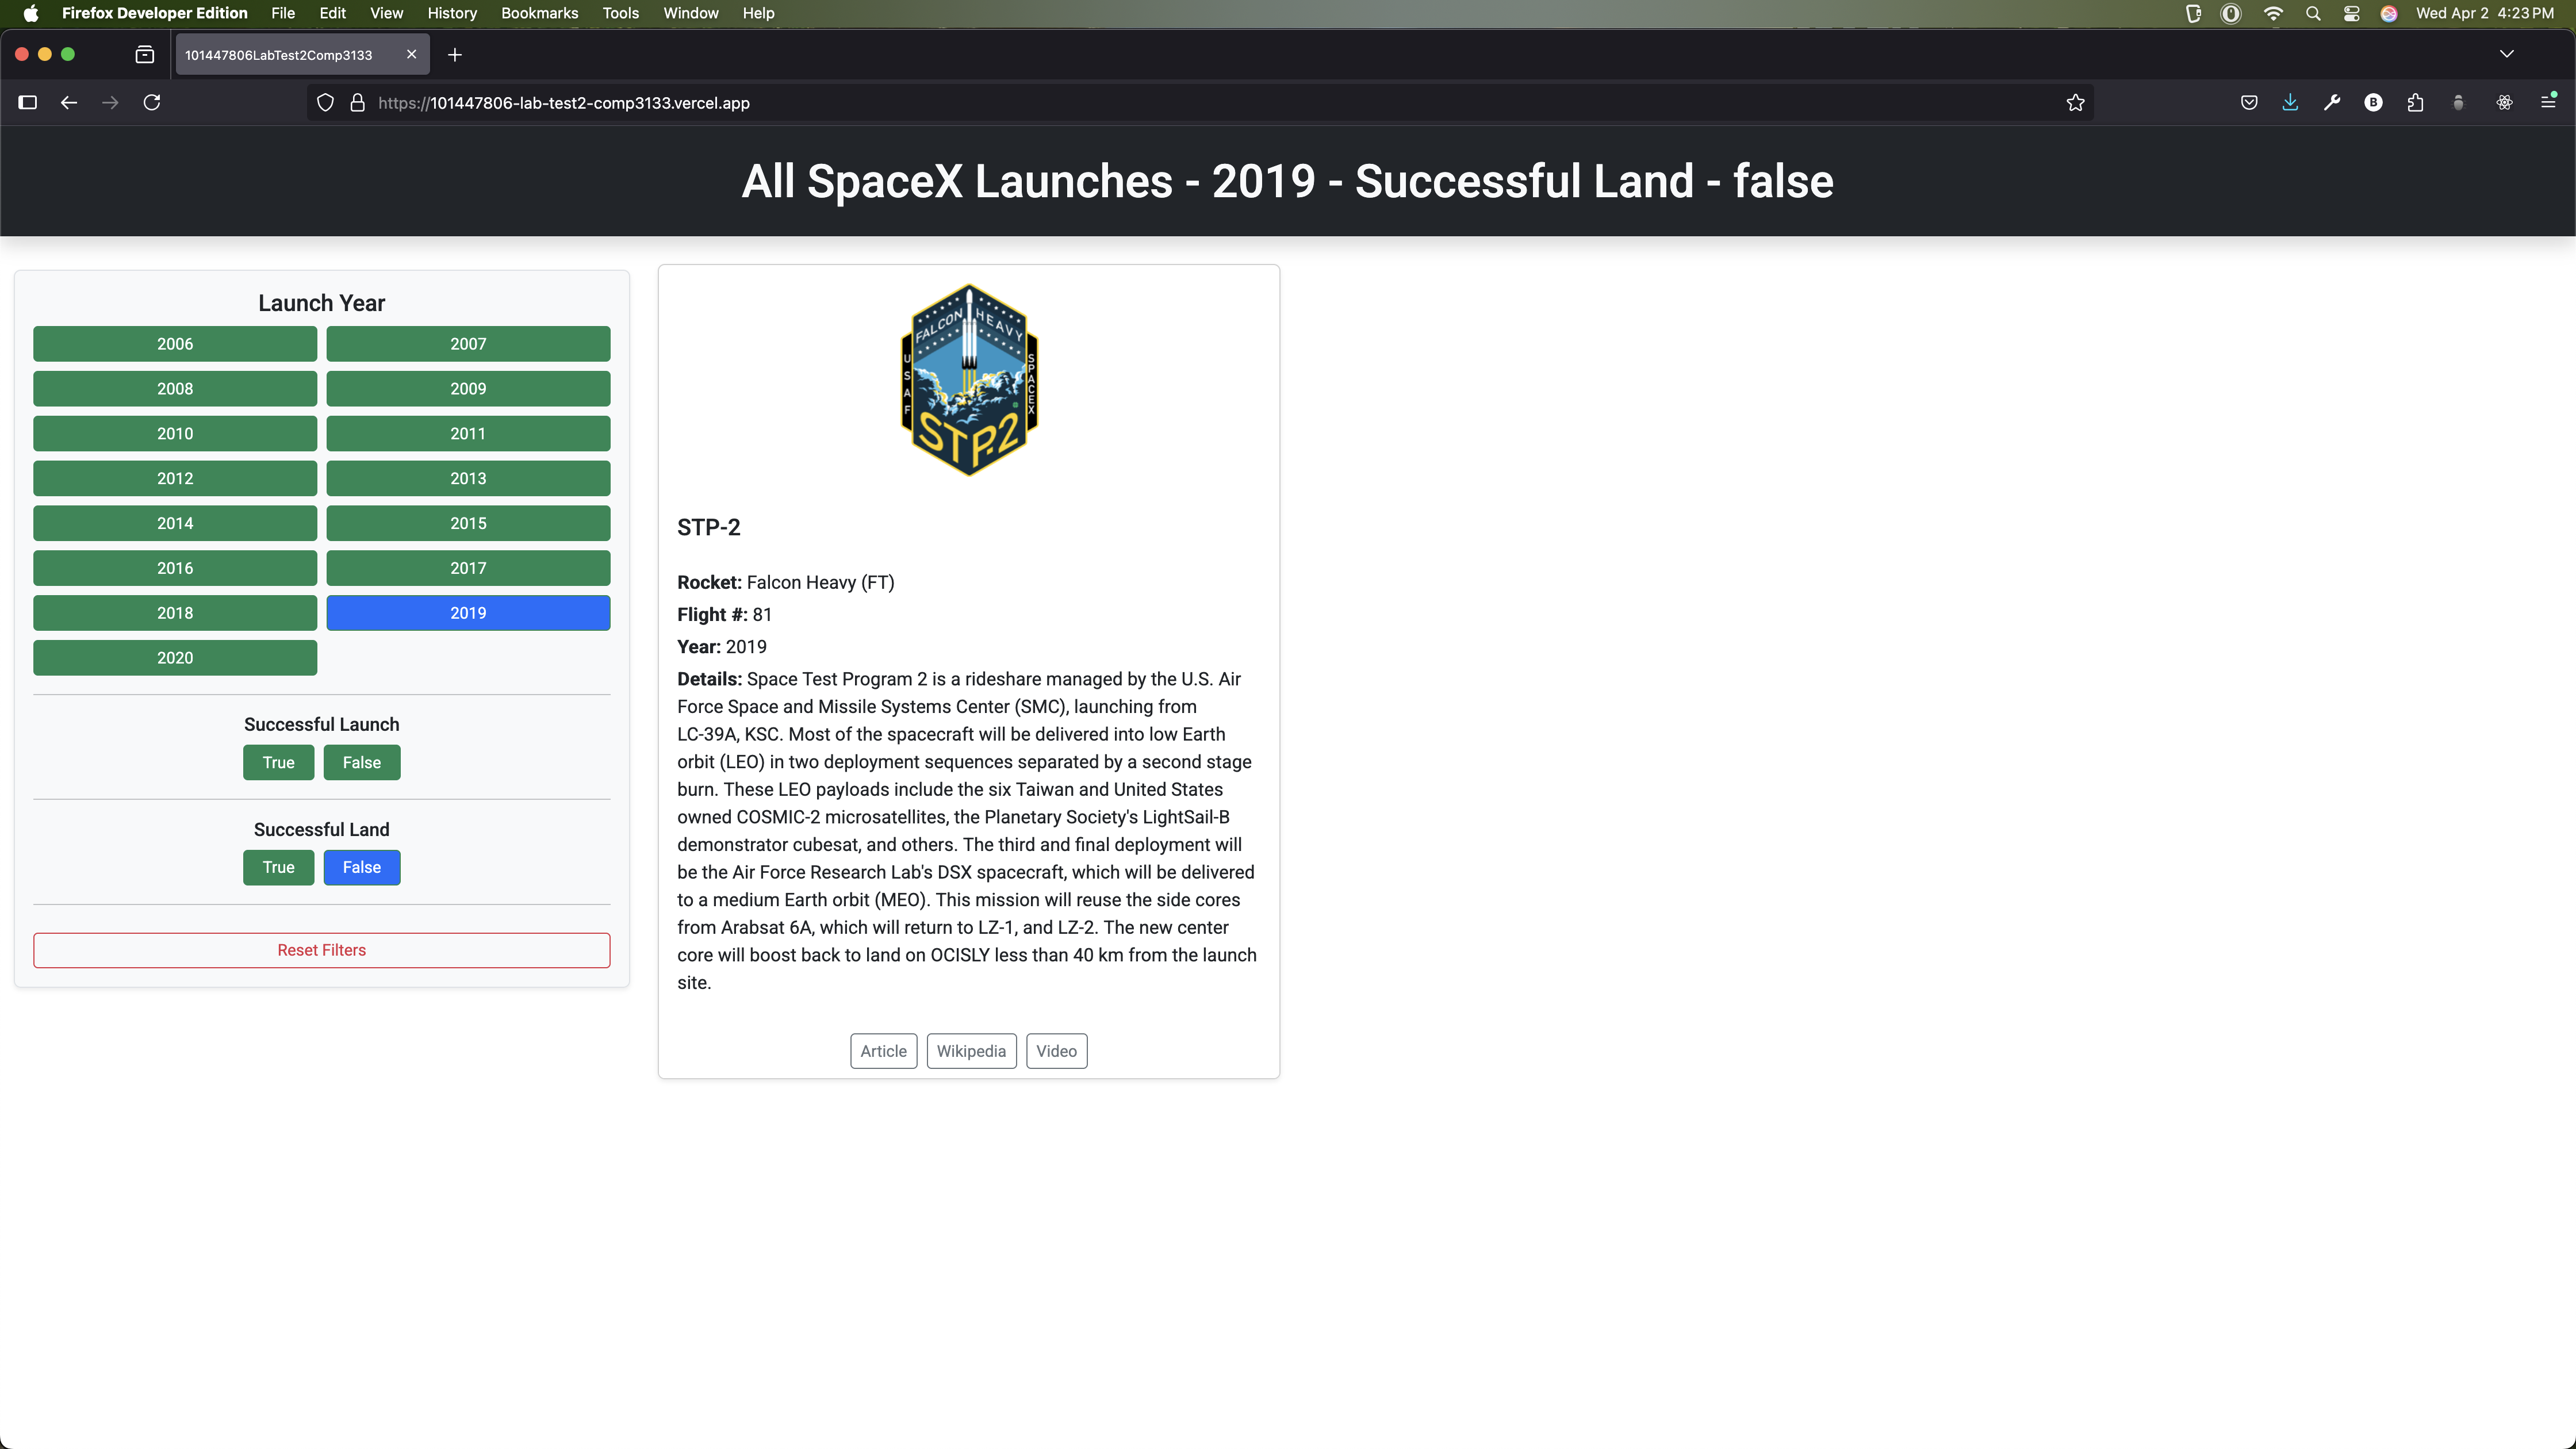 Firefox Developer Edition File Edit View History Bookmarks Tools Window Help Wed Apr 2 4:23 PM
101447806LabTest2Comp3133
https://101447806-lab-test2-comp3133.vercel.app
All SpaceX Launches - 2019 - Successful Land - false
Launch Year
2006 2007
2008 2009
2010 2011
2012 2013
2014 2015
2016 2017
2018 2019
2020
Successful Launch
True False
Successful Land
True False
Reset Filters
FALCON HEAVY
USAF
SPACEX
STP-2
STP-2
Rocket: Falcon Heavy (FT)
Flight #: 81
Year: 2019
Details: Space Test Program 2 is a rideshare managed by the U.S. Air
Force Space and Missile Systems Center (SMC), launching from
LC-39A, KSC. Most of the spacecraft will be delivered into low Earth
orbit (LEO) in two deployment sequences separated by a second stage
burn. These LEO payloads include the six Taiwan and United States
owned COSMIC-2 microsatellites, the Planetary Society's LightSail-B
demonstrator cubesat, and others. The third and final deployment will
be the Air Force Research Lab's DSX spacecraft, which will be delivered
to a medium Earth orbit (MEO). This mission will reuse the side cores
from Arabsat 6A, which will return to LZ-1, and LZ-2. The new center
core will boost back to land on OCISLY less than 40 km from the launch
site.
Article Wikipedia Video